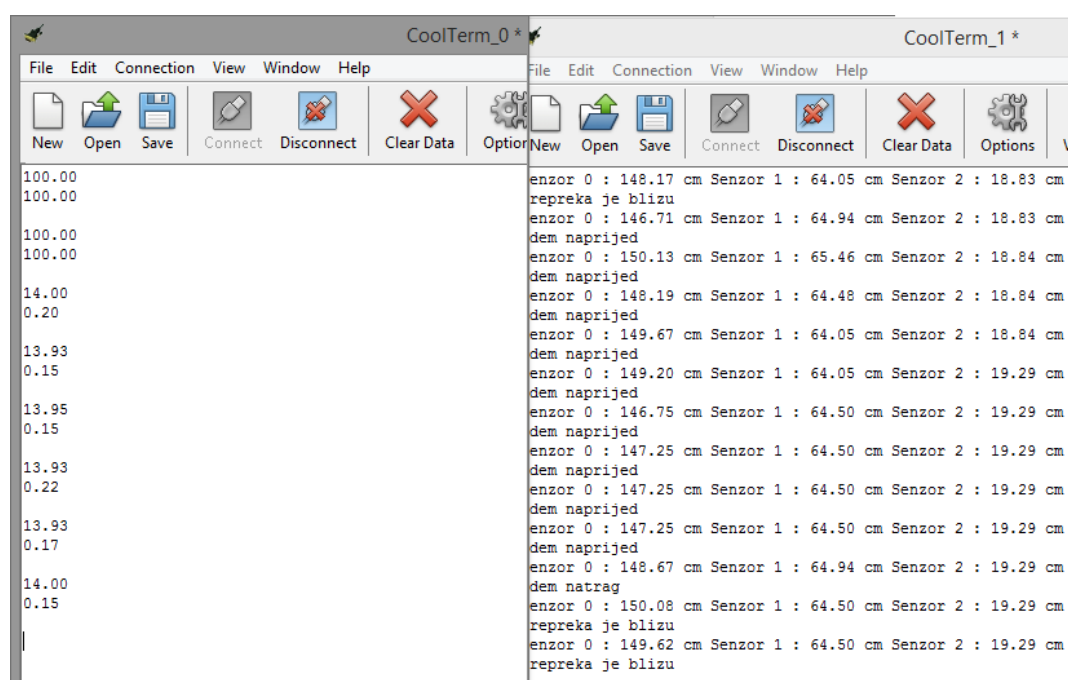 CoolTerm_0 *
File Edit Connection View Window Help
New Open Save Connect Disconnect Clear Data Option
100.00
100.00
100.00
100.00
14.00
0.20
13.93
0.15
13.95
0.15
13.93
0.22
13.93
0.17
14.00
0.15
CoolTerm_1 *
File Edit Connection View Window Help
New Open Save Connect Disconnect Clear Data Options
enzor 0 : 148.17 cm Senzor 1 : 64.05 cm Senzor 2 : 18.83 cm
repreka je blizu
enzor 0 : 146.71 cm Senzor 1 : 64.94 cm Senzor 2 : 18.83 cm
dem naprijed
enzor 0 : 150.13 cm Senzor 1 : 65.46 cm Senzor 2 : 18.84 cm
dem naprijed
enzor 0 : 148.19 cm Senzor 1 : 64.48 cm Senzor 2 : 18.84 cm
dem naprijed
enzor 0 : 149.67 cm Senzor 1 : 64.05 cm Senzor 2 : 18.84 cm
dem naprijed
enzor 0 : 149.20 cm Senzor 1 : 64.05 cm Senzor 2 : 19.29 cm
dem naprijed
enzor 0 : 146.75 cm Senzor 1 : 64.50 cm Senzor 2 : 19.29 cm
dem naprijed
enzor 0 : 147.25 cm Senzor 1 : 64.50 cm Senzor 2 : 19.29 cm
dem naprijed
enzor 0 : 147.25 cm Senzor 1 : 64.50 cm Senzor 2 : 19.29 cm
dem naprijed
enzor 0 : 147.25 cm Senzor 1 : 64.50 cm Senzor 2 : 19.29 cm
dem naprijed
enzor 0 : 148.67 cm Senzor 1 : 64.94 cm Senzor 2 : 19.29 cm
dem natrag
enzor 0 : 150.08 cm Senzor 1 : 64.50 cm Senzor 2 : 19.29 cm
repreka je blizu
enzor 0 : 149.62 cm Senzor 1 : 64.50 cm Senzor 2 : 19.29 cm
repreka je blizu